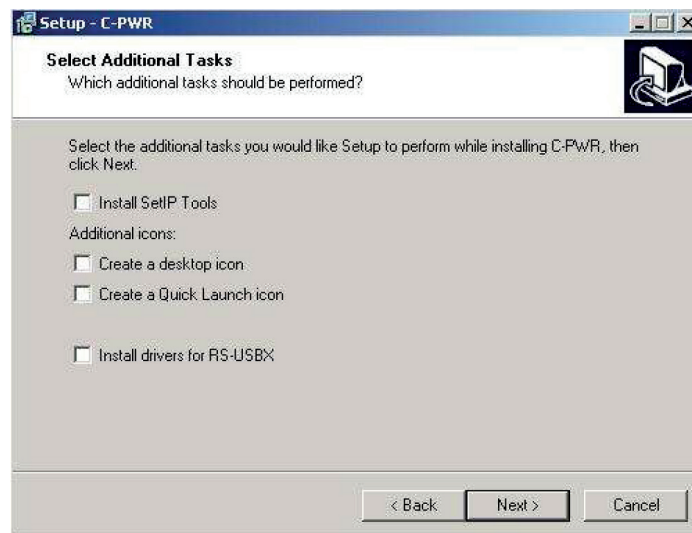 Setup - C-PWR
Select Additional Tasks
Which additional tasks should be performed?
Select the additional tasks you would like Setup to perform while installing C-PWR, then
click Next.
Install SetIP Tools
Additional icons:
Create a desktop icon
Create a Quick Launch icon
Install drivers for RS-USBX
< Back Next > Cancel